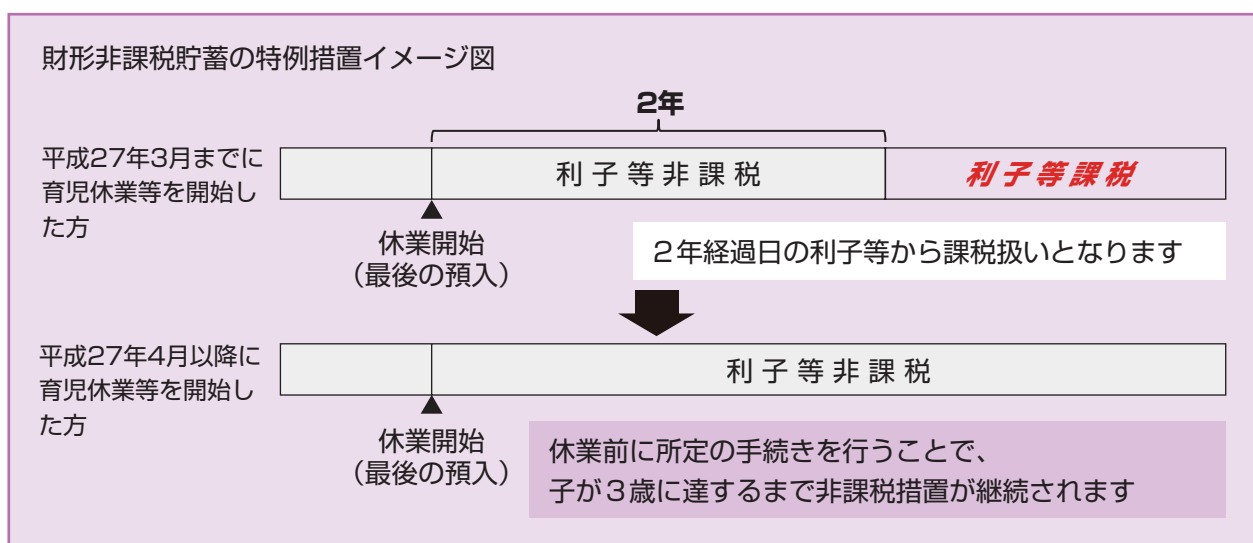 財形非課税貯蓄の特例措置イメージ図
2年
平成27年3月までに
育児休業等を開始し
た方
利子等非課税
利子等課税
休業開始
（最後の預入）
２年経過日の利子等から課税扱いとなります
平成27年4月以降に
育児休業等を開始し
た方
利子等非課税
休業開始
（最後の預入）
休業前に所定の手続きを行うことで、
子が３歳に達するまで非課税措置が継続されます